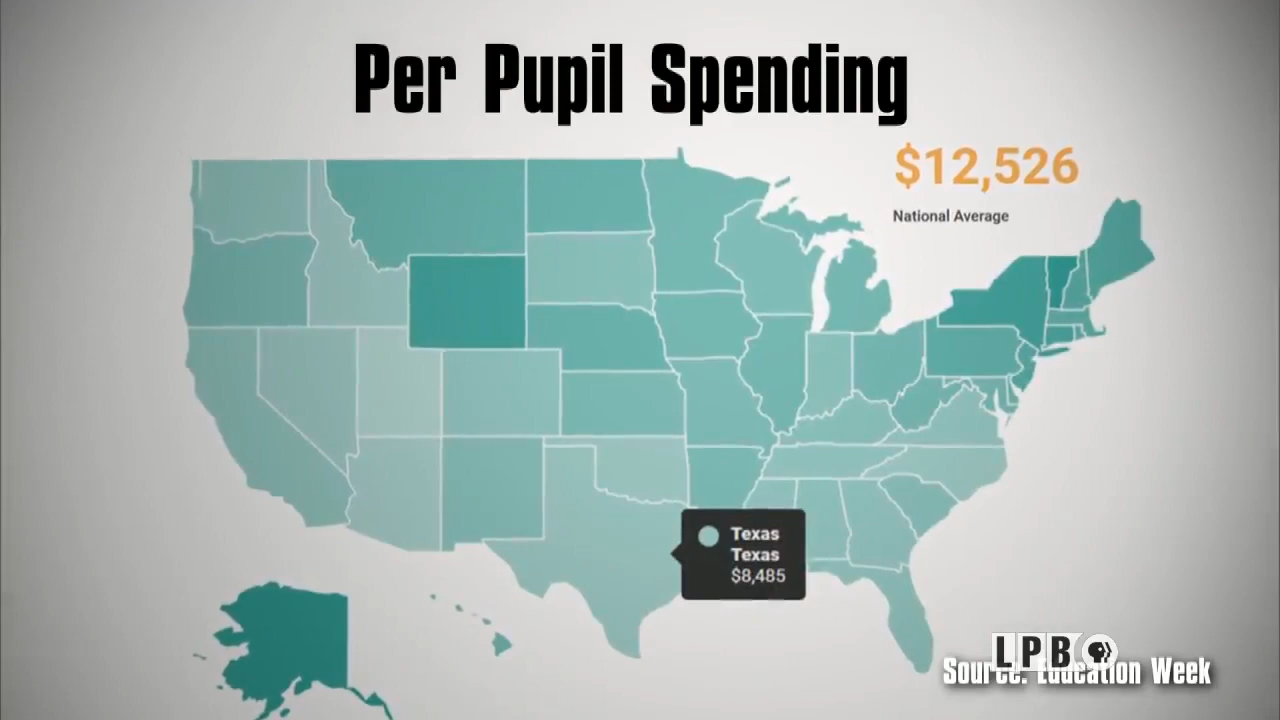 Per Pupil Spending
$12,526
National Average
Texas
Texas
$8,485
LPB
Source: Education Week